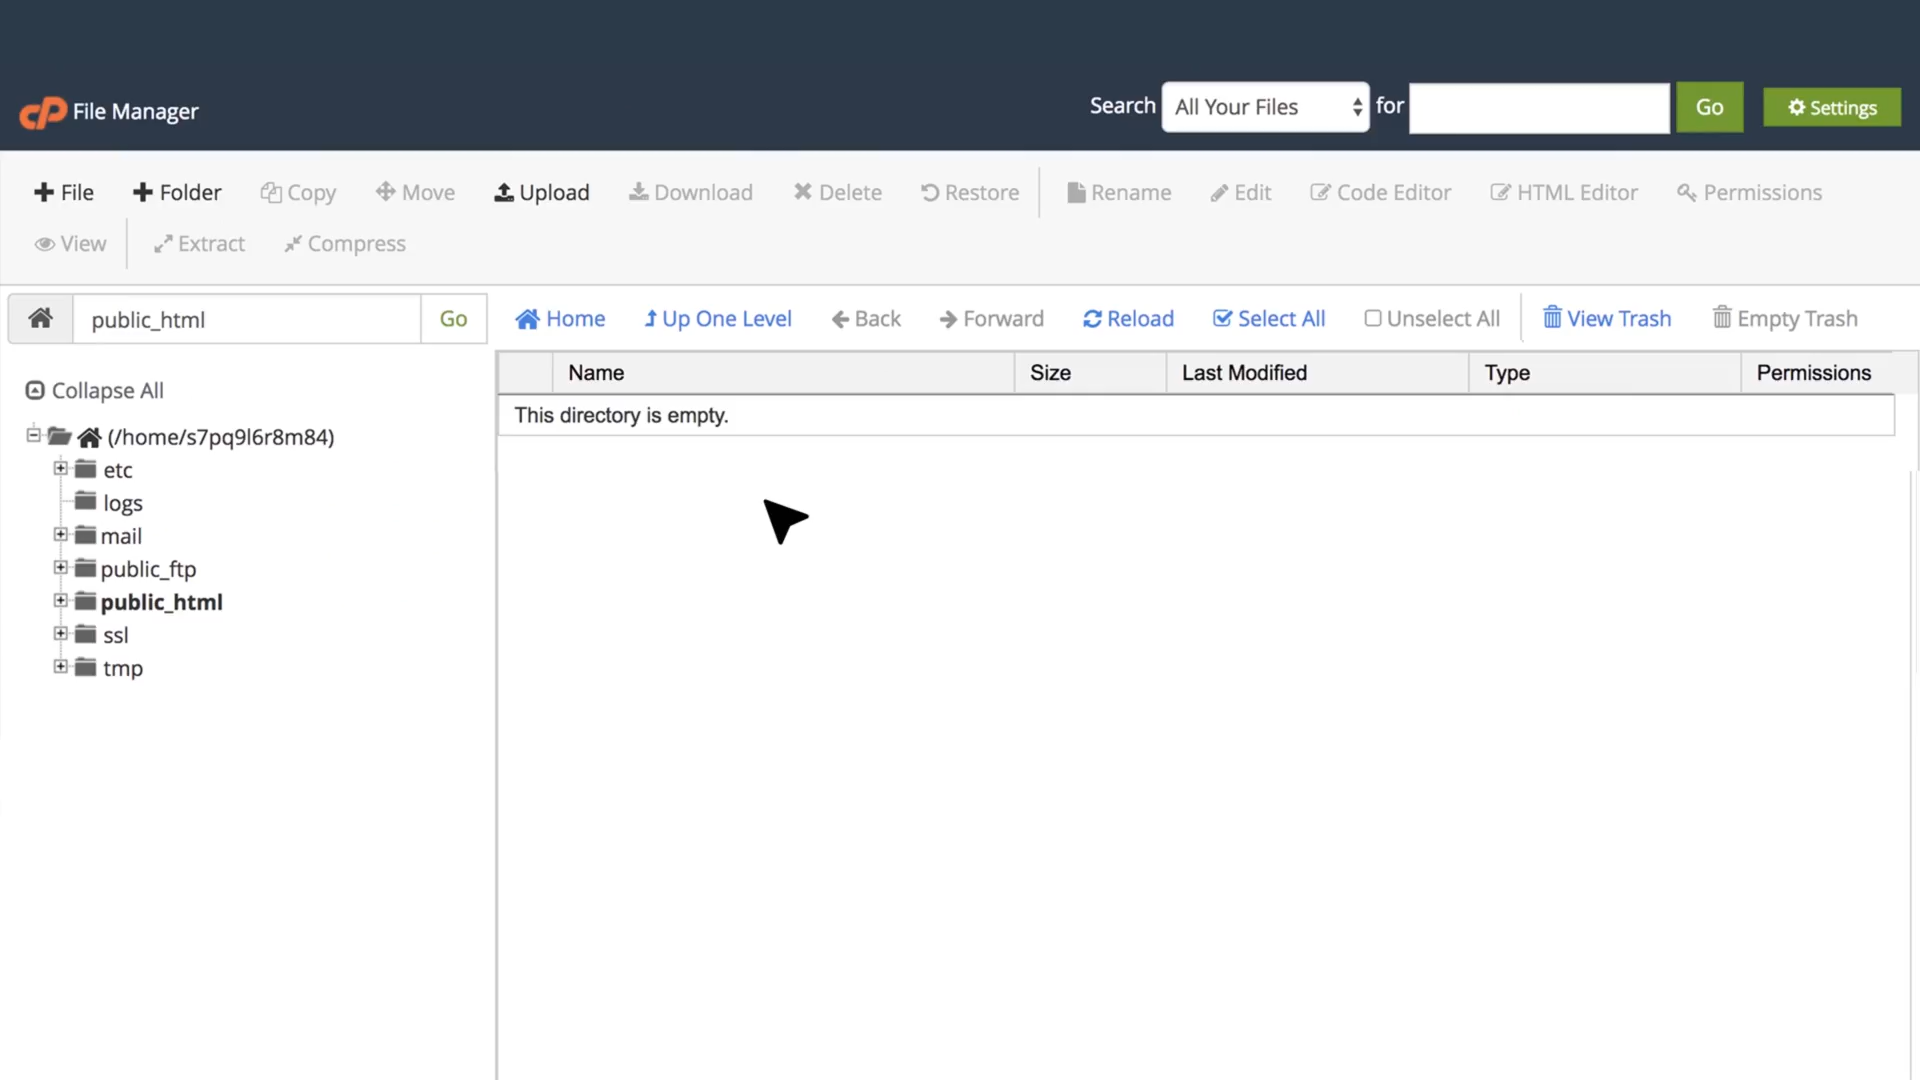 cP File Manager
Search All Your Files for Go Settings
File Folder Copy Move Upload Download Delete Restore Rename Edit Code Editor HTML Editor Permissions
View Extract Compress
public_html Go Home Up One Level Back Forward Reload Select All Unselect All View Trash Empty Trash
Name Size Last Modified Type Permissions
This directory is empty.
Collapse All
(/home/s7pq9l6r8m84)
etc
logs
mail
public_ftp
public_html
ssl
tmp